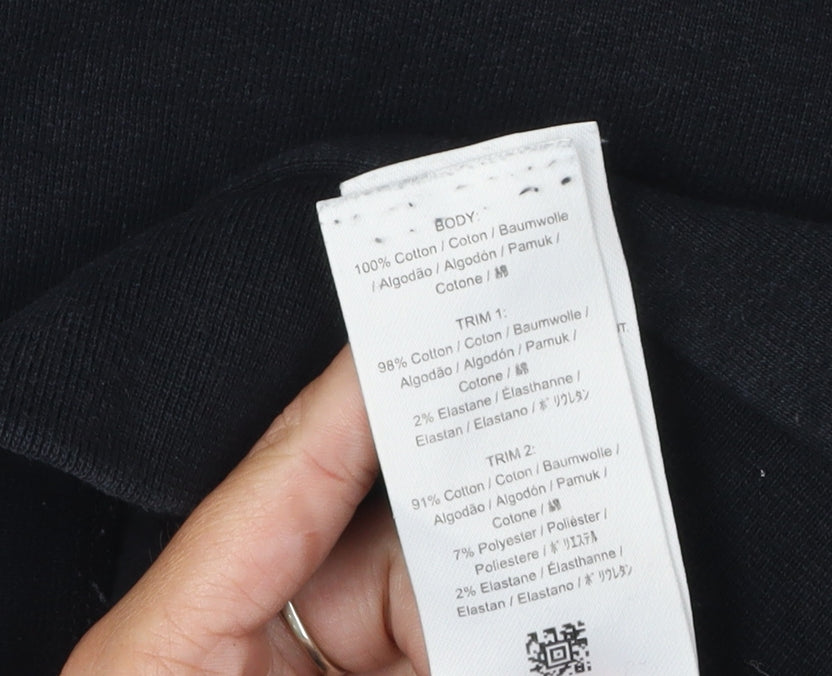 BODY:
100% Cotton / Coton / Baumwolle
/ Algodão / Algodón / Pamuk /
Cotone / 綿
TRIM 1:
98% Cotton / Coton / Baumwolle /
Algodão / Algodón / Pamuk /
Cotone / 綿
2% Elastane / Élasthanne /
Elastan / Elastano / ポリウレタン
TRIM 2:
91% Cotton / Coton / Baumwolle /
Algodão / Algodón / Pamuk /
Cotone / 綿
7% Polyester / Poliéster /
Poliestere / ポリエステル
2% Elastane / Élasthanne /
Elastan / Elastano / ポリウレタン